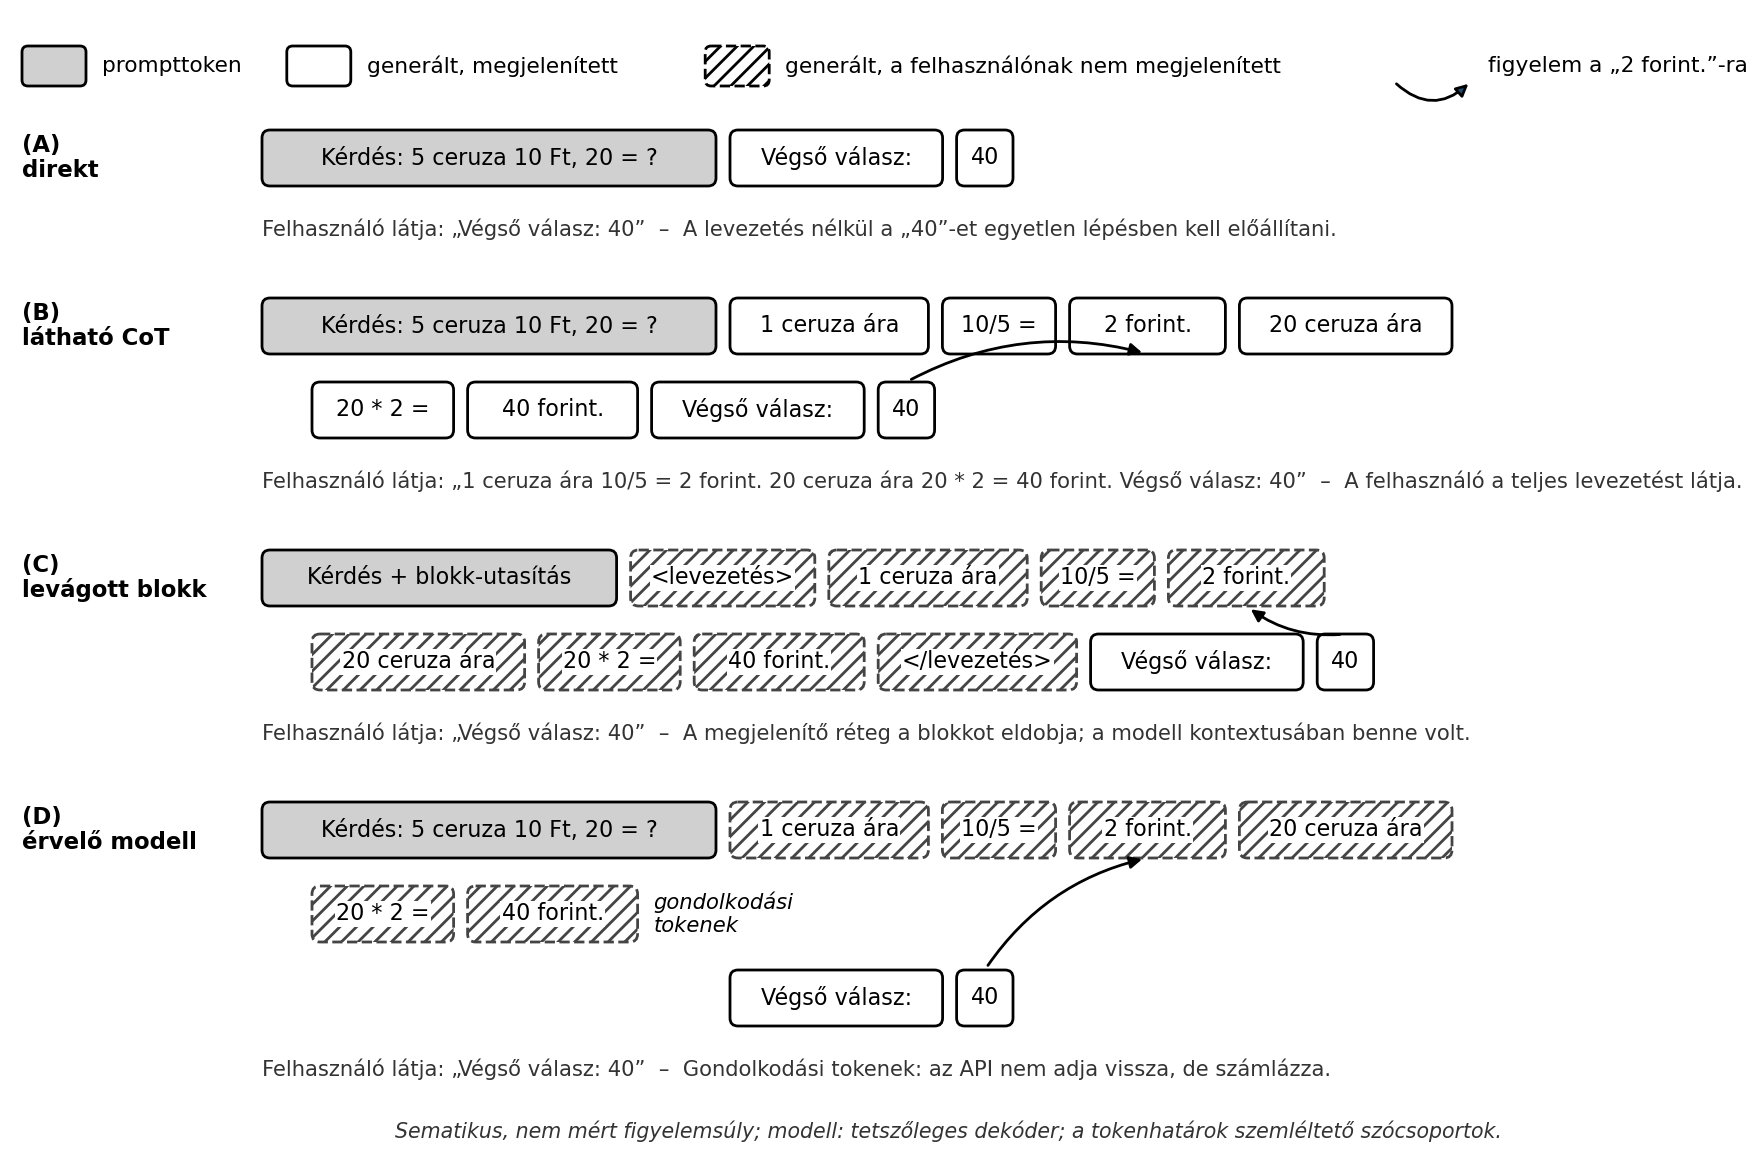 prompttoken generált, megjelenített generált, a felhasználónak nem megjelenített figyelem a „2 forint.”-ra
(A)
direkt
Kérdés: 5 ceruza 10 Ft, 20 = ? Végső válasz: 40
Felhasználó látja: „Végső válasz: 40” – A levezetés nélkül a „40”-et egyetlen lépésben kell előállítani.
(B)
látható CoT
Kérdés: 5 ceruza 10 Ft, 20 = ? 1 ceruza ára 10/5 = 2 forint. 20 ceruza ára
20 * 2 = 40 forint. Végső válasz: 40
Felhasználó látja: „1 ceruza ára 10/5 = 2 forint. 20 ceruza ára 20 * 2 = 40 forint. Végső válasz: 40” – A felhasználó a teljes levezetést látja.
(C)
levágott blokk
Kérdés + blokk-utasítás <levezetés> 1 ceruza ára 10/5 = 2 forint.
20 ceruza ára 20 * 2 = 40 forint. </levezetés> Végső válasz: 40
Felhasználó látja: „Végső válasz: 40” – A megjelenítő réteg a blokkot eldobja; a modell kontextusában benne volt.
(D)
érvelő modell
Kérdés: 5 ceruza 10 Ft, 20 = ? 1 ceruza ára 10/5 = 2 forint. 20 ceruza ára
20 * 2 = 40 forint. gondolkodási
tokenek
Végső válasz: 40
Felhasználó látja: „Végső válasz: 40” – Gondolkodási tokenek: az API nem adja vissza, de számlázza.
Sematikus, nem mért figyelemsúly; modell: tetszőleges dekóder; a tokenhatárok szemléltető szócsoportok.